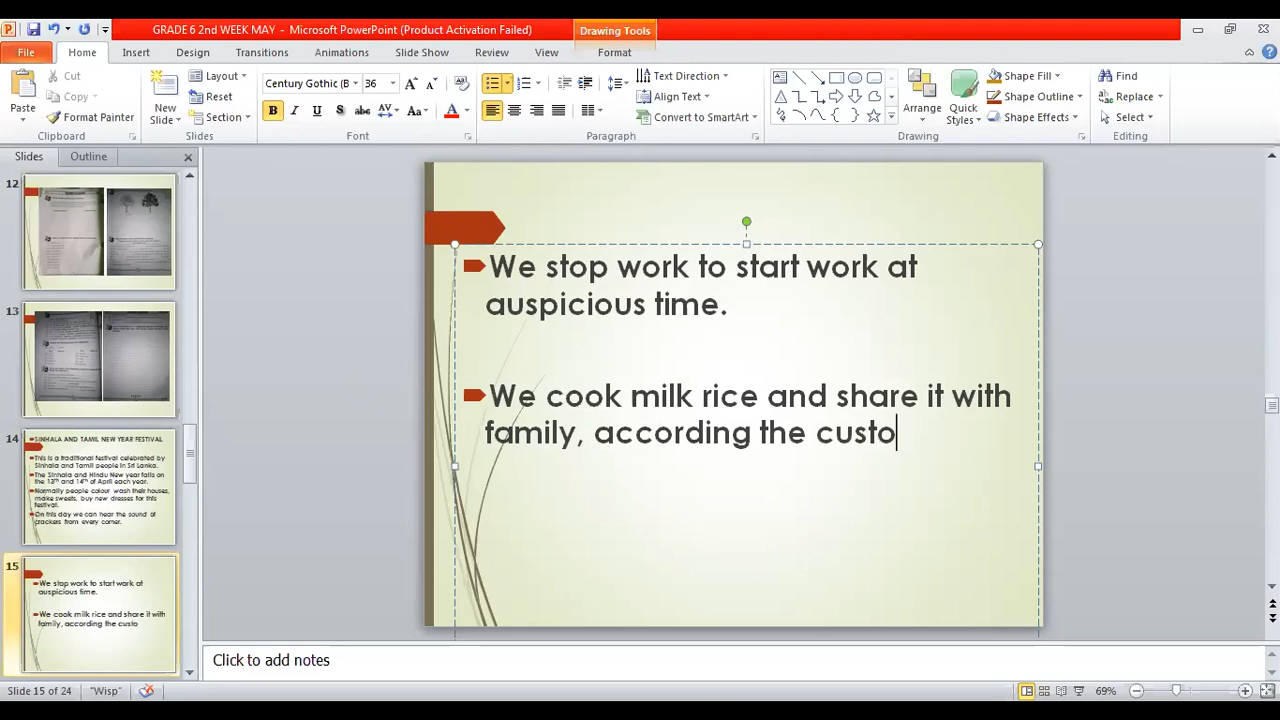 GRADE 6 2nd WEEK MAY - Microsoft PowerPoint (Product Activation Failed)
Drawing Tools
File Home Insert Design Transitions Animations Slide Show Review View Format
Paste
Cut
Copy
Format Painter
Clipboard
New Slide
Layout
Reset
Section
Slides
Century Gothic (B 36
B I U S abc AV Aa A
Font
Text Direction
Align Text
Convert to SmartArt
Paragraph
Arrange
Quick Styles
Shape Fill
Shape Outline
Shape Effects
Drawing
Find
Replace
Select
Editing
Slides Outline
12
13
14
SINHALA AND TAMIL NEW YEAR FESTIVAL
This is a traditional festival celebrated by
Sinhala and Tamil people in Sri Lanka.
The Sinhala and Hindu New year falls on
the 13th and 14th of April each year.
Normally people colour wash their houses,
make sweets, buy new dresses for this
festival.
On this day we can hear the sound of
crackers from every corner.
15
We stop work to start work at
auspicious time.
We cook milk rice and share it with
family, according the custo
We stop work to start work at
auspicious time.
We cook milk rice and share it with
family, according the custo
Click to add notes
Slide 15 of 24 "Wisp" 69%